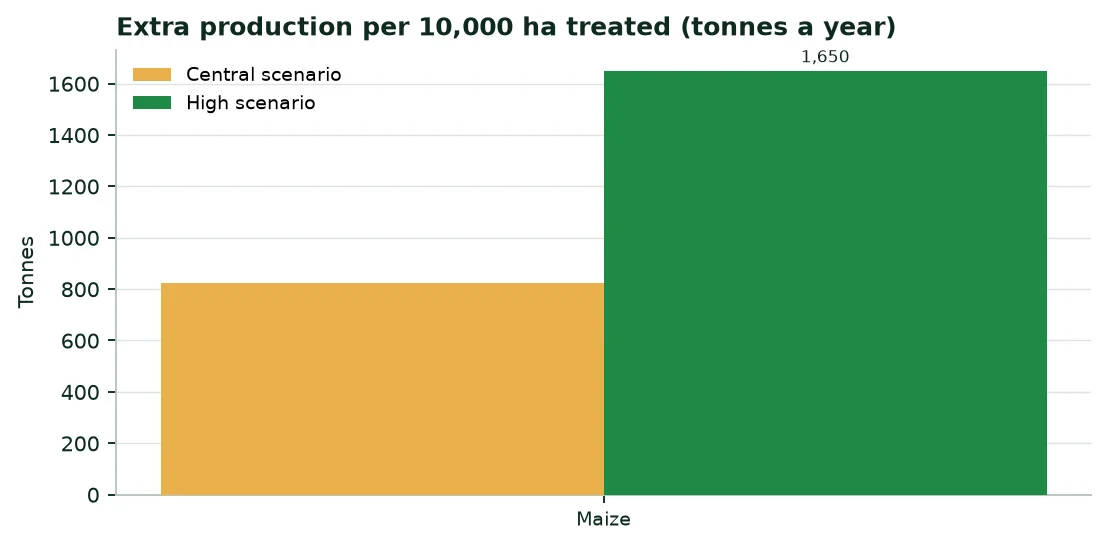 Extra production per 10,000 ha treated (tonnes a year)
1,650
Central scenario
High scenario
1600
1400
1200
1000
800
600
400
200
0
Tonnes
Maize